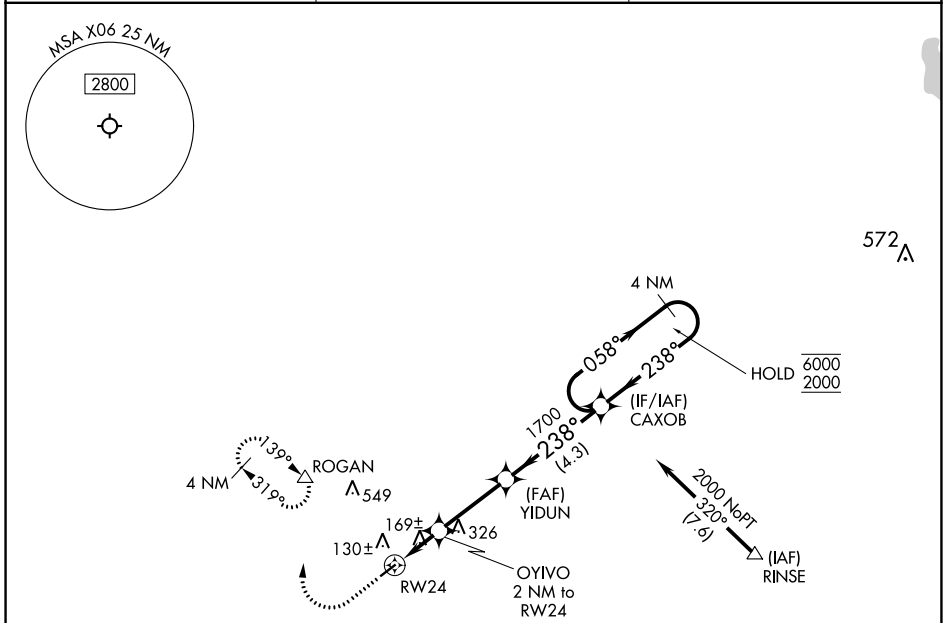 MSA X06 25 NM
2800
572
4 NM
058°
238°
HOLD 6000
2000
(IF/IAF)
CAXOB
1700
238°
(4.3)
139°
ROGAN
4 NM
319°
549
(FAF)
YIDUN
2000 NoPT
320°
(7.6)
169±
326
130±
(IAF)
RINSE
RW24
OYIVO
2 NM to
RW24